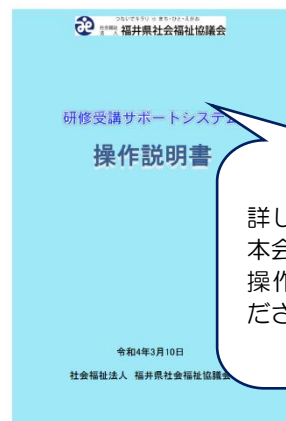 つないでキラリ ☆ まち・ひと・えがお
社会福祉法人 福井県社会福祉協議会
研修受講サポートシステム
操作説明書
詳し
本会
操作
ださ
令和4年3月10日
社会福祉法人 福井県社会福祉協議会